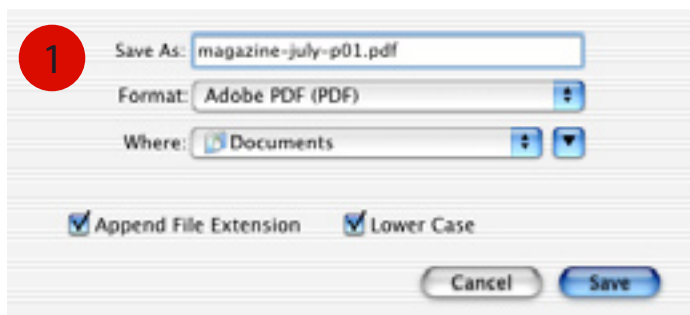 1
Save As: magazine-july-p01.pdf
Format: Adobe PDF (PDF)
Where: Documents
Append File Extension Lower Case
Cancel Save